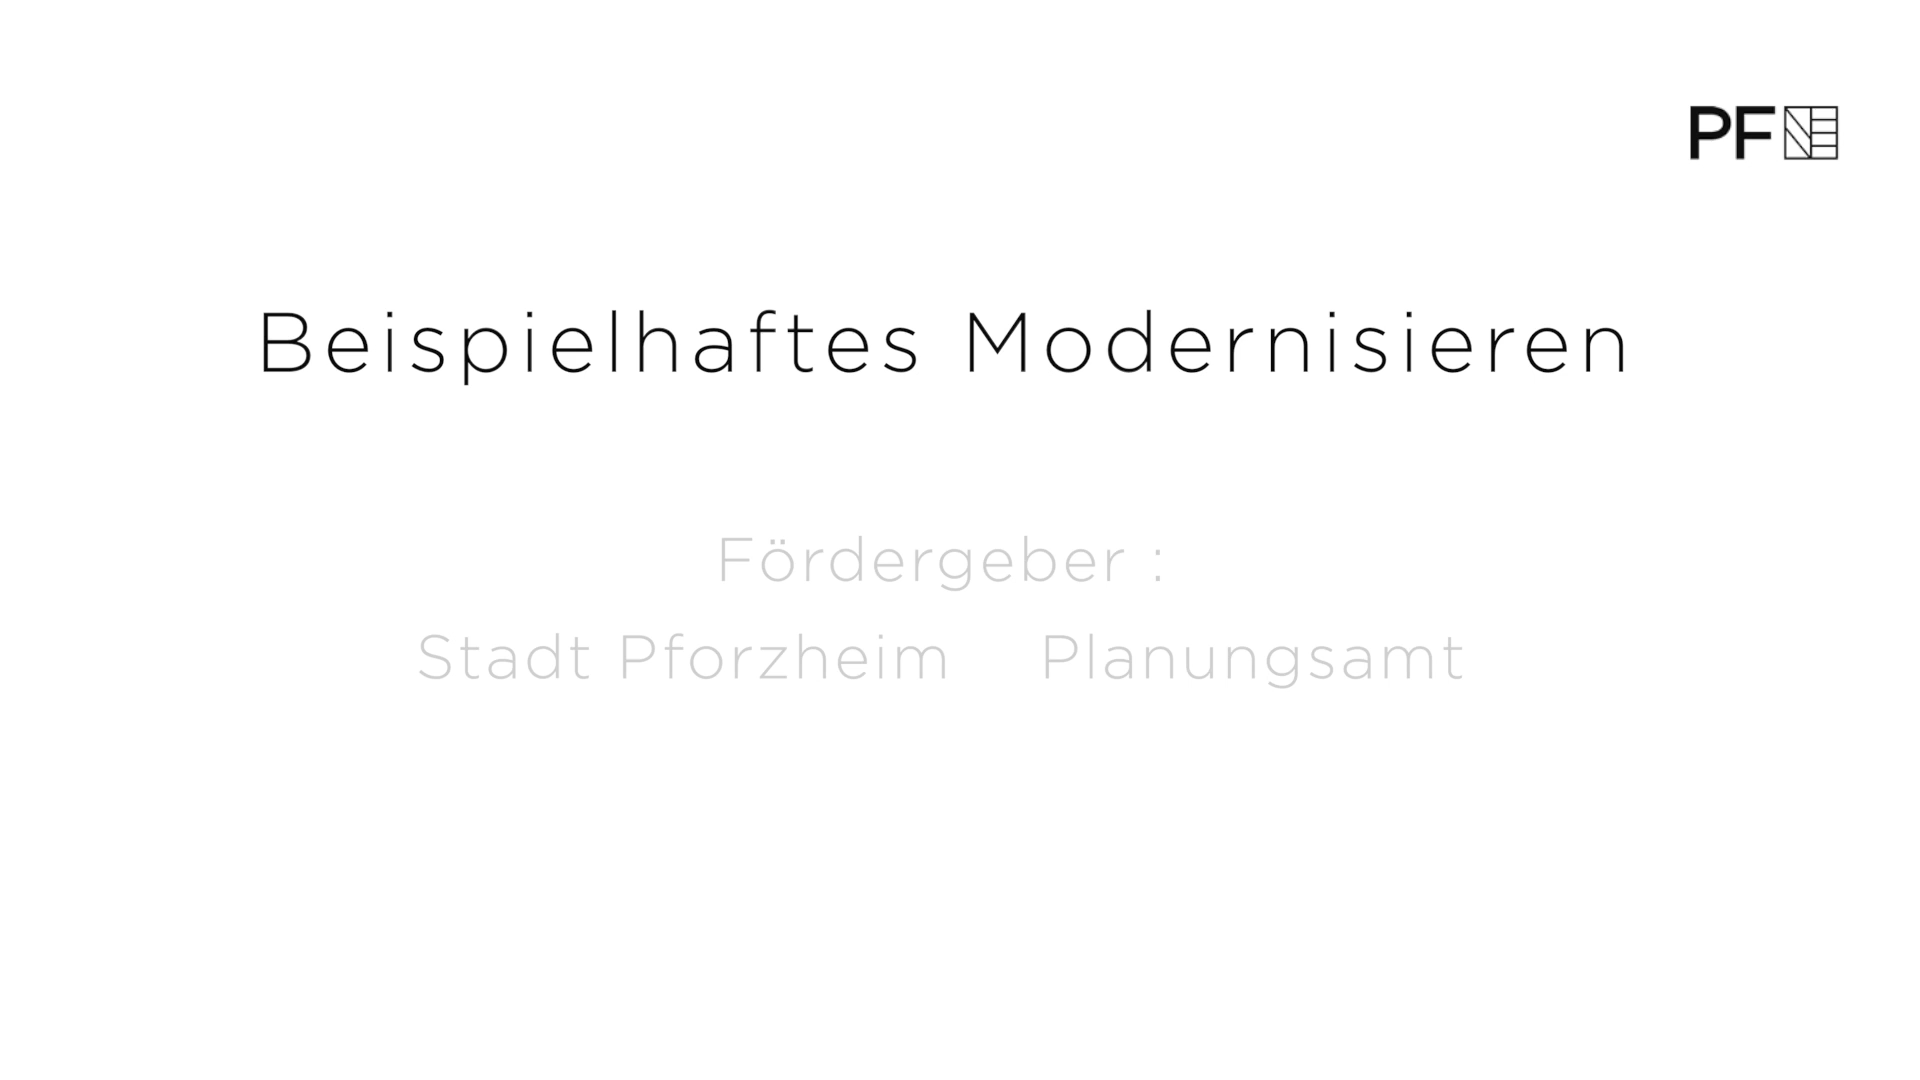 PF
Beispielhaftes Modernisieren
Fördergeber :
Stadt Pforzheim Planungsamt